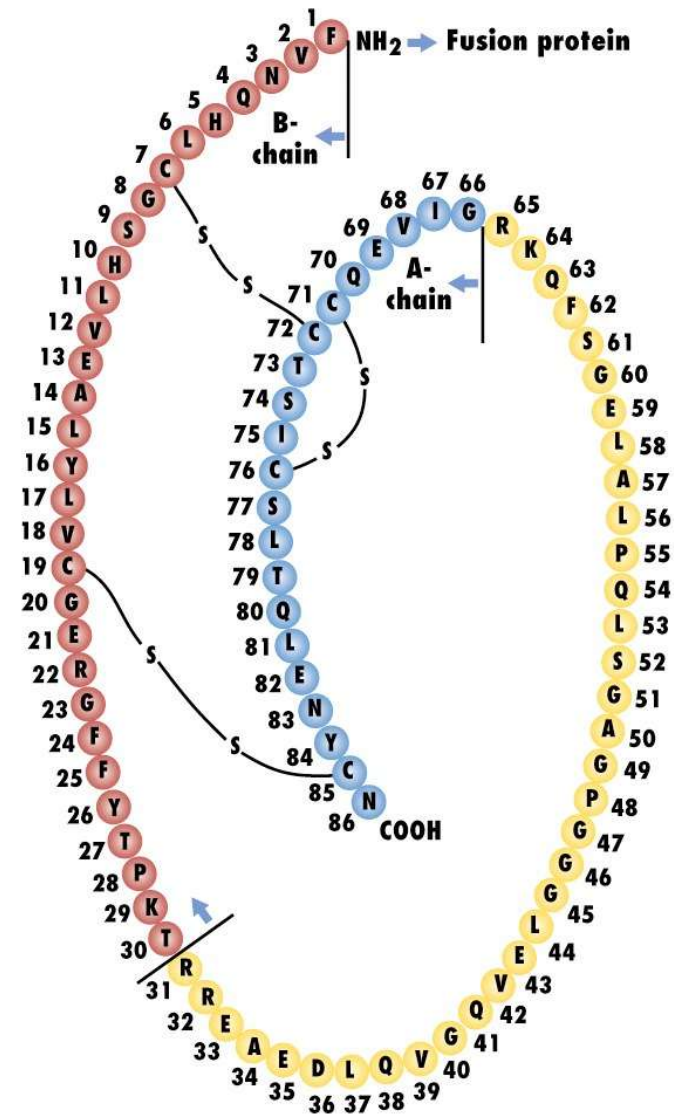 1 F
NH2 → Fusion protein
2 V
3 N
4 Q
5 H
6 L
7 C
8 G
9 S
10 H
11 L
12 V
13 E
14 A
15 L
16 Y
17 L
18 V
19 C
20 G
21 E
22 R
23 G
24 F
25 F
26 Y
27 T
28 P
29 K
30 T
B-
chain
31 R
32 R
33 E
34 A
35 E
36 D
37 L
38 Q
39 V
40 G
41 Q
42 V
43 E
44 L
45 G
46 G
47 G
48 P
49 G
50 A
51 G
52 S
53 L
54 Q
55 P
56 L
57 A
58 L
59 E
60 G
61 S
62 F
63 Q
64 K
65 R
66 G
67 I
68 V
69 E
70 Q
71 C
72 C
73 T
74 S
75 I
76 C
77 S
78 L
79 T
80 Q
81 L
82 E
83 N
84 Y
85 C
86 N
COOH
A-
chain
S
S
S
S
S
S